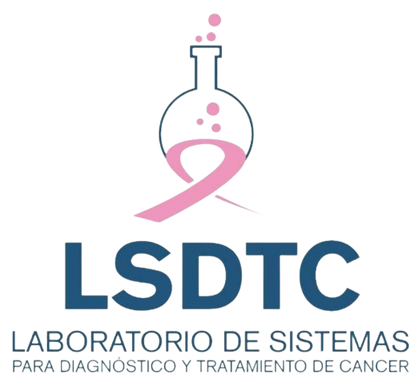 LSDTC
LABORATORIO DE SISTEMAS
PARA DIAGNÓSTICO Y TRATAMIENTO DE CANCER